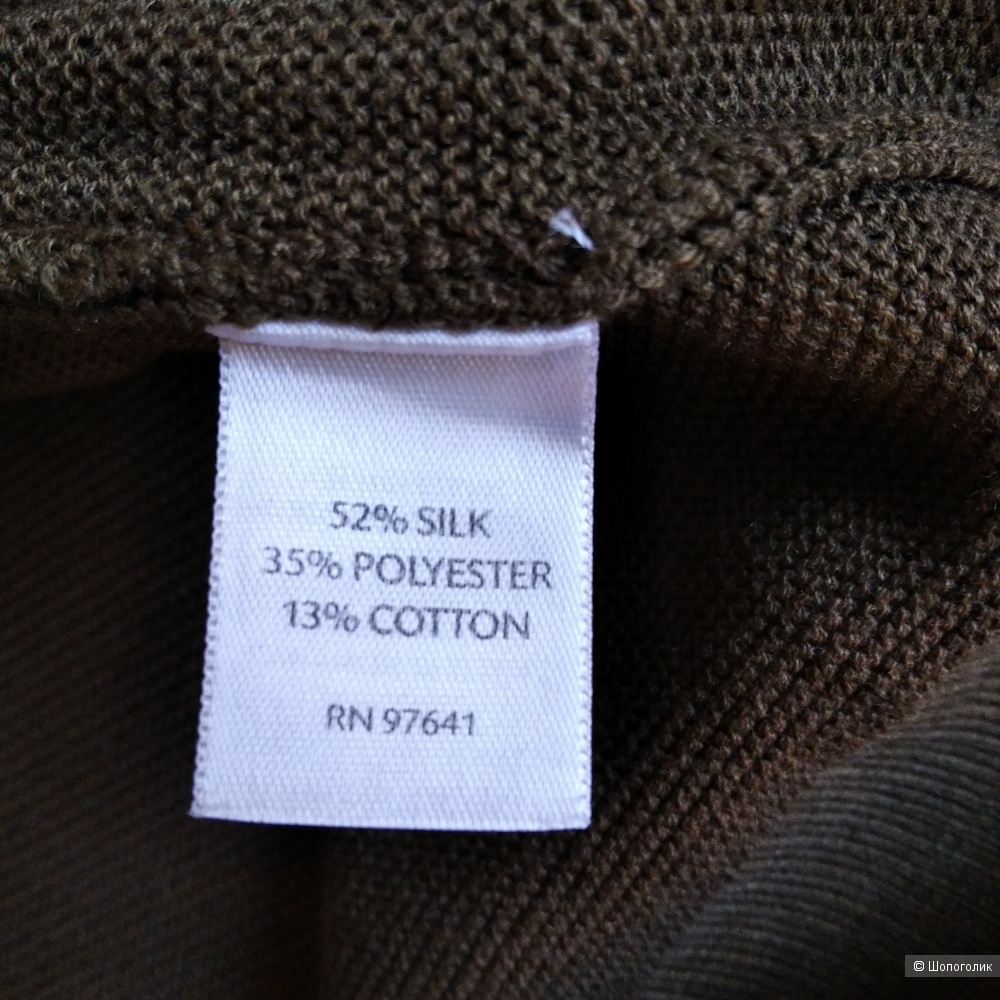 52% SILK
35% POLYESTER
13% COTTON
RN 97641
© Шопоголик